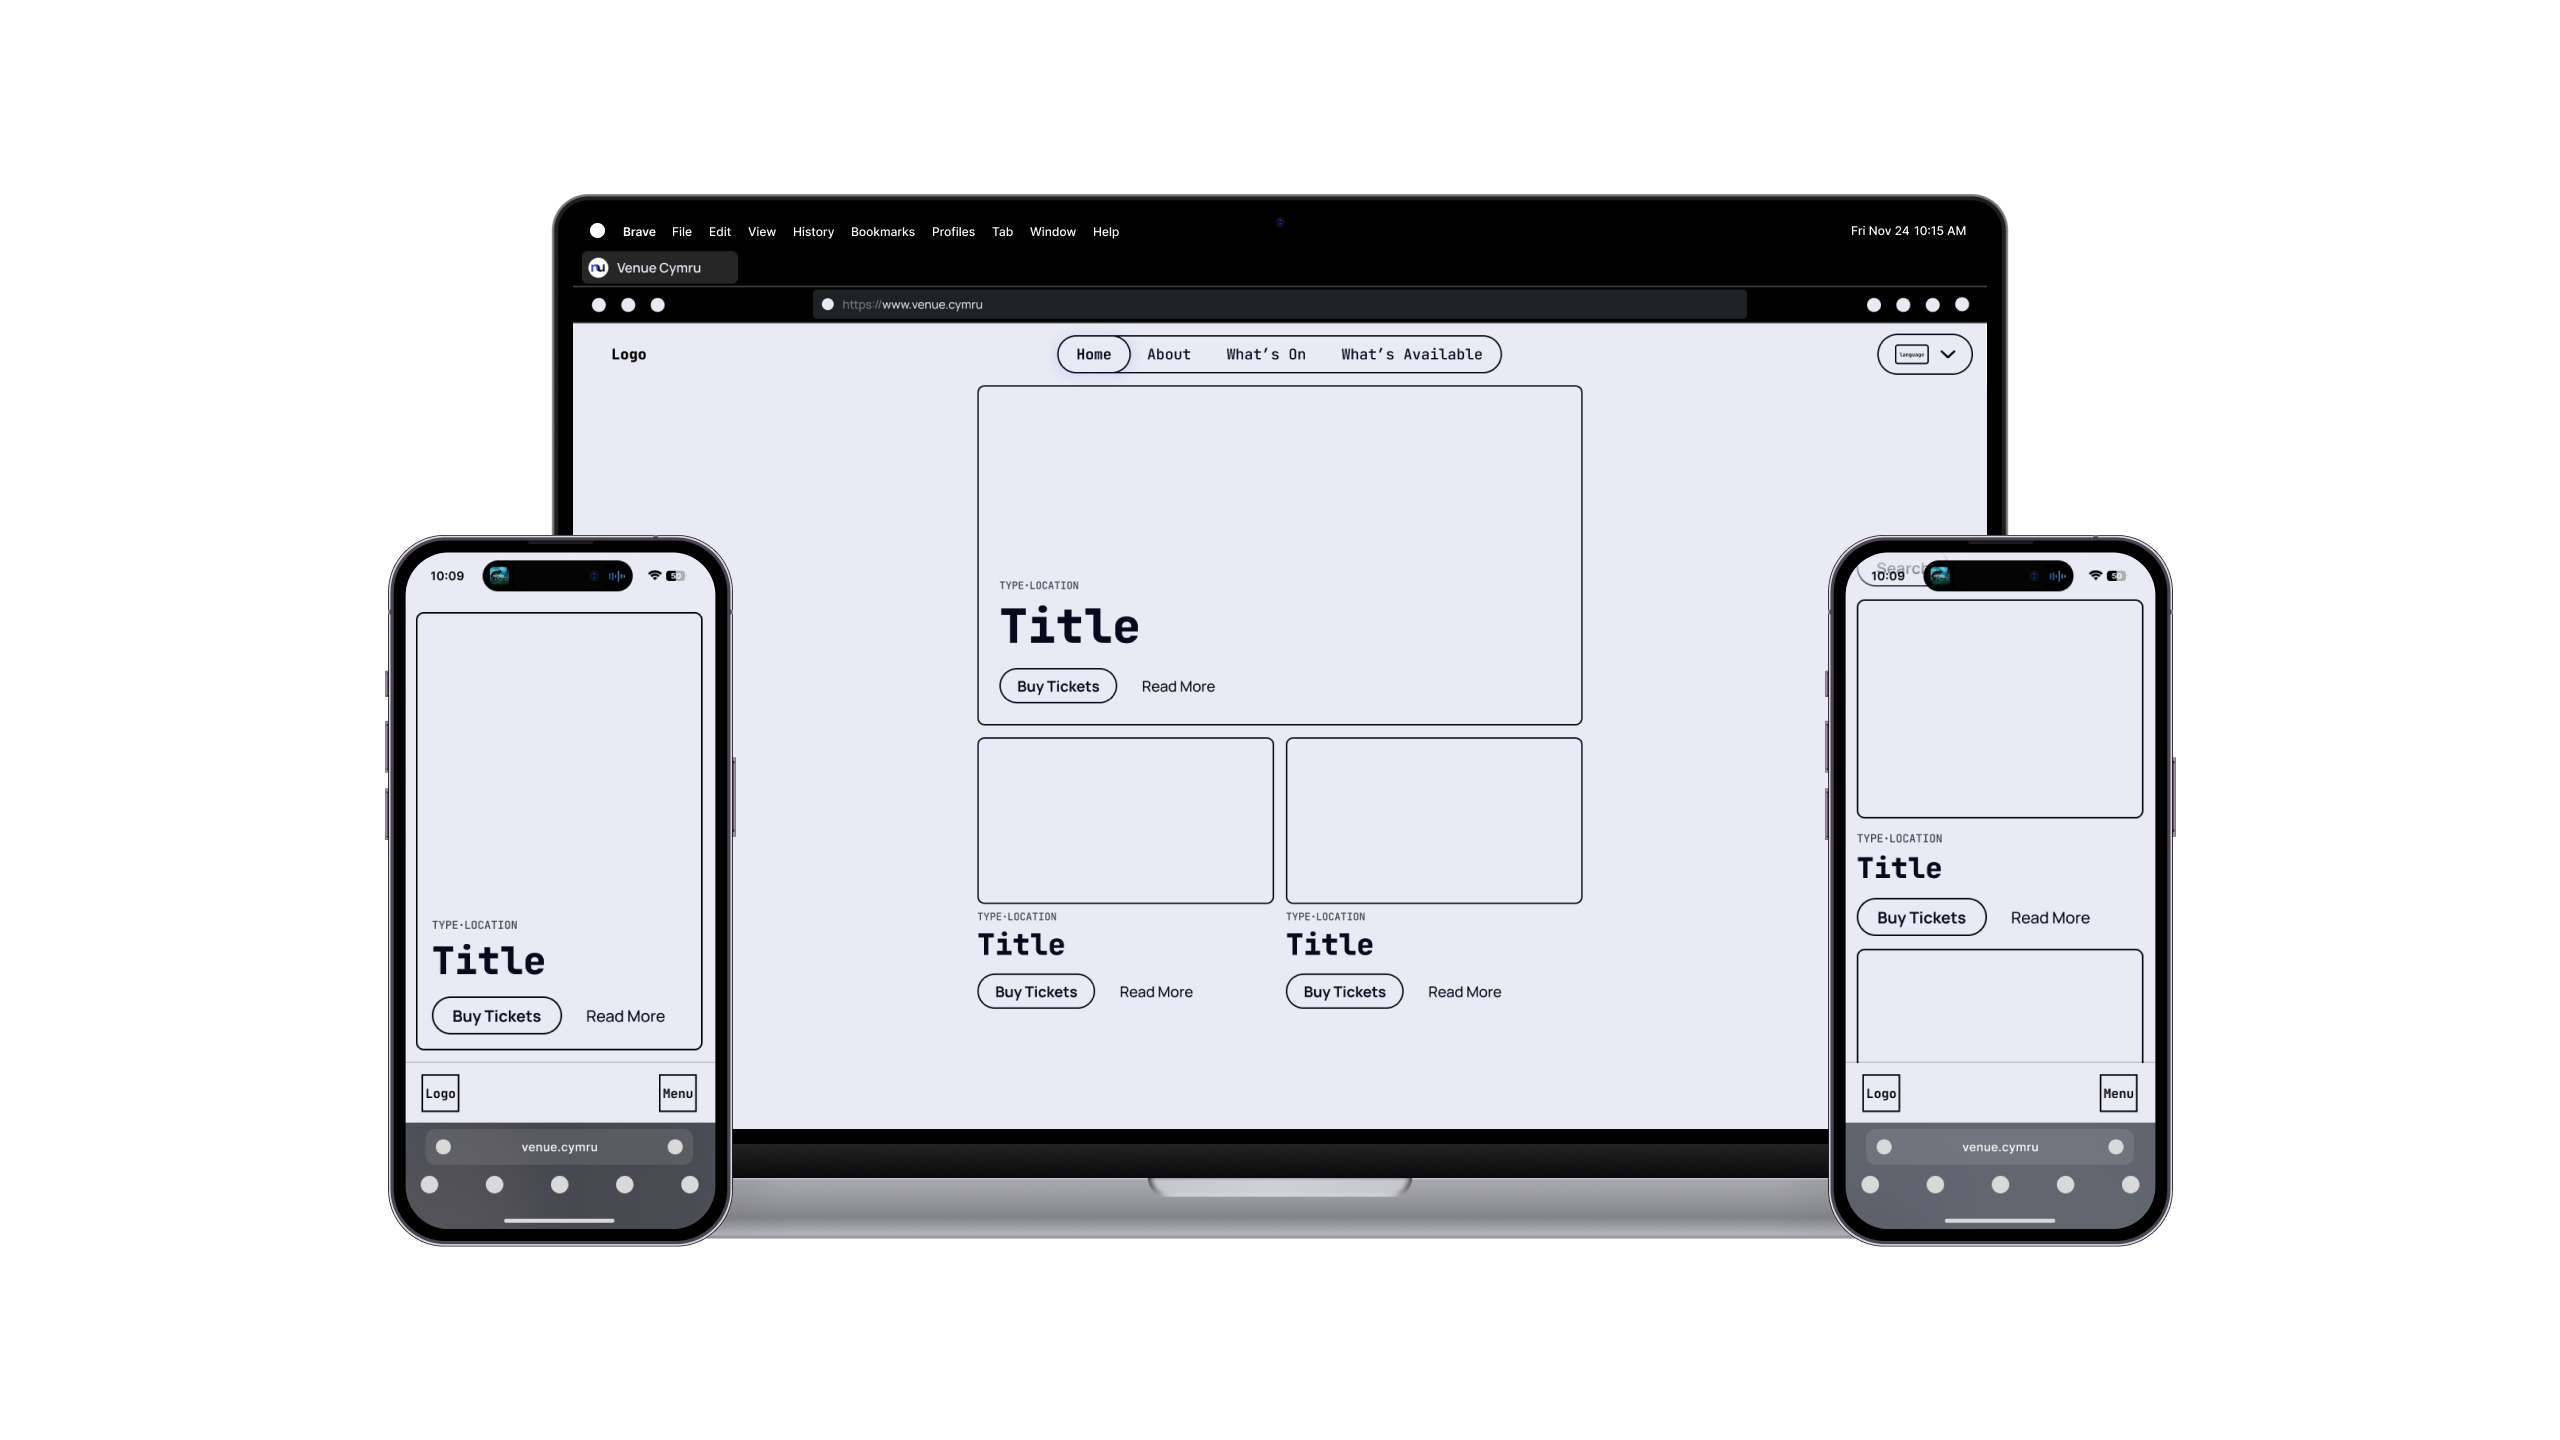 Brave File Edit View History Bookmarks Profiles Tab Window Help
Fri Nov 24 10:15 AM
nu Venue Cymru
https://www.venue.cymru
Logo
Home About What’s On What’s Available
language
TYPE·LOCATION
Title
Buy Tickets Read More
TYPE·LOCATION
Title
Buy Tickets Read More
TYPE·LOCATION
Title
Buy Tickets Read More
10:09
50
TYPE·LOCATION
Title
Buy Tickets Read More
Logo
Menu
venue.cymru
Search
10:09
50
TYPE·LOCATION
Title
Buy Tickets Read More
Logo
Menu
venue.cymru